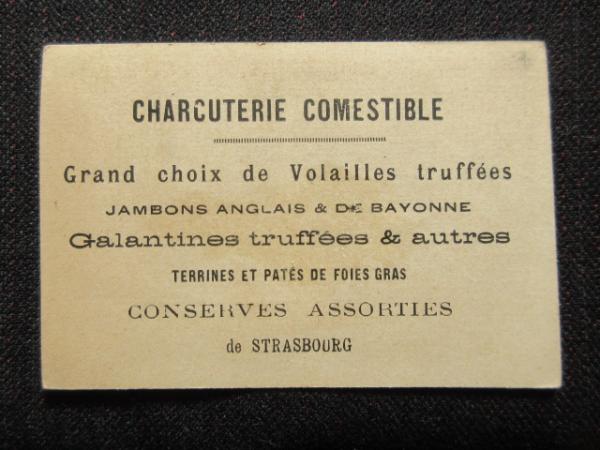 CHARCUTERIE COMESTIBLE
Grand choix de Volailles truffées
JAMBONS ANGLAIS & DE BAYONNE
Galantines truffées & autres
TERRINES ET PATÉS DE FOIES GRAS
CONSERVES ASSORTIES
de STRASBOURG